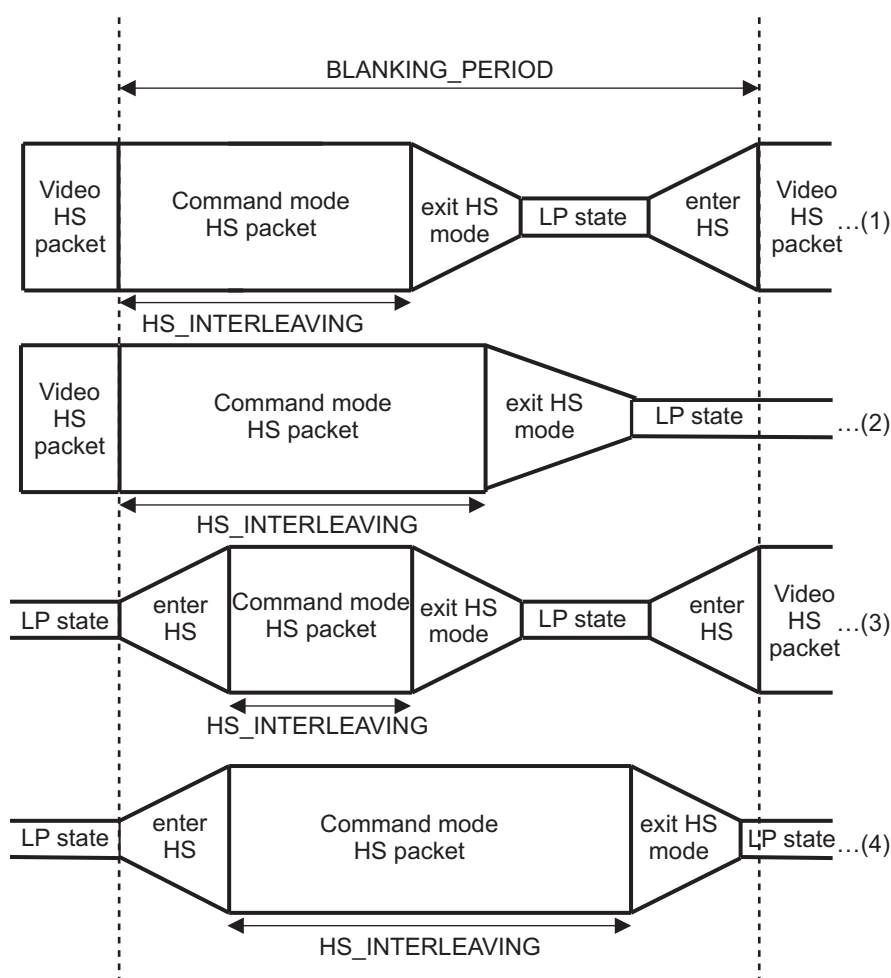 BLANKING_PERIOD
Video
HS
packet
Command mode
HS packet
exit HS
mode
LP state
enter
HS
Video
HS
packet
...(1)
HS_INTERLEAVING
Video
HS
packet
Command mode
HS packet
exit HS
mode
LP state
...(2)
HS_INTERLEAVING
LP state
enter
HS
Command mode
HS packet
exit HS
mode
LP state
enter
HS
Video
HS
packet
...(3)
HS_INTERLEAVING
LP state
enter
HS
Command mode
HS packet
exit HS
mode
LP state
...(4)
HS_INTERLEAVING